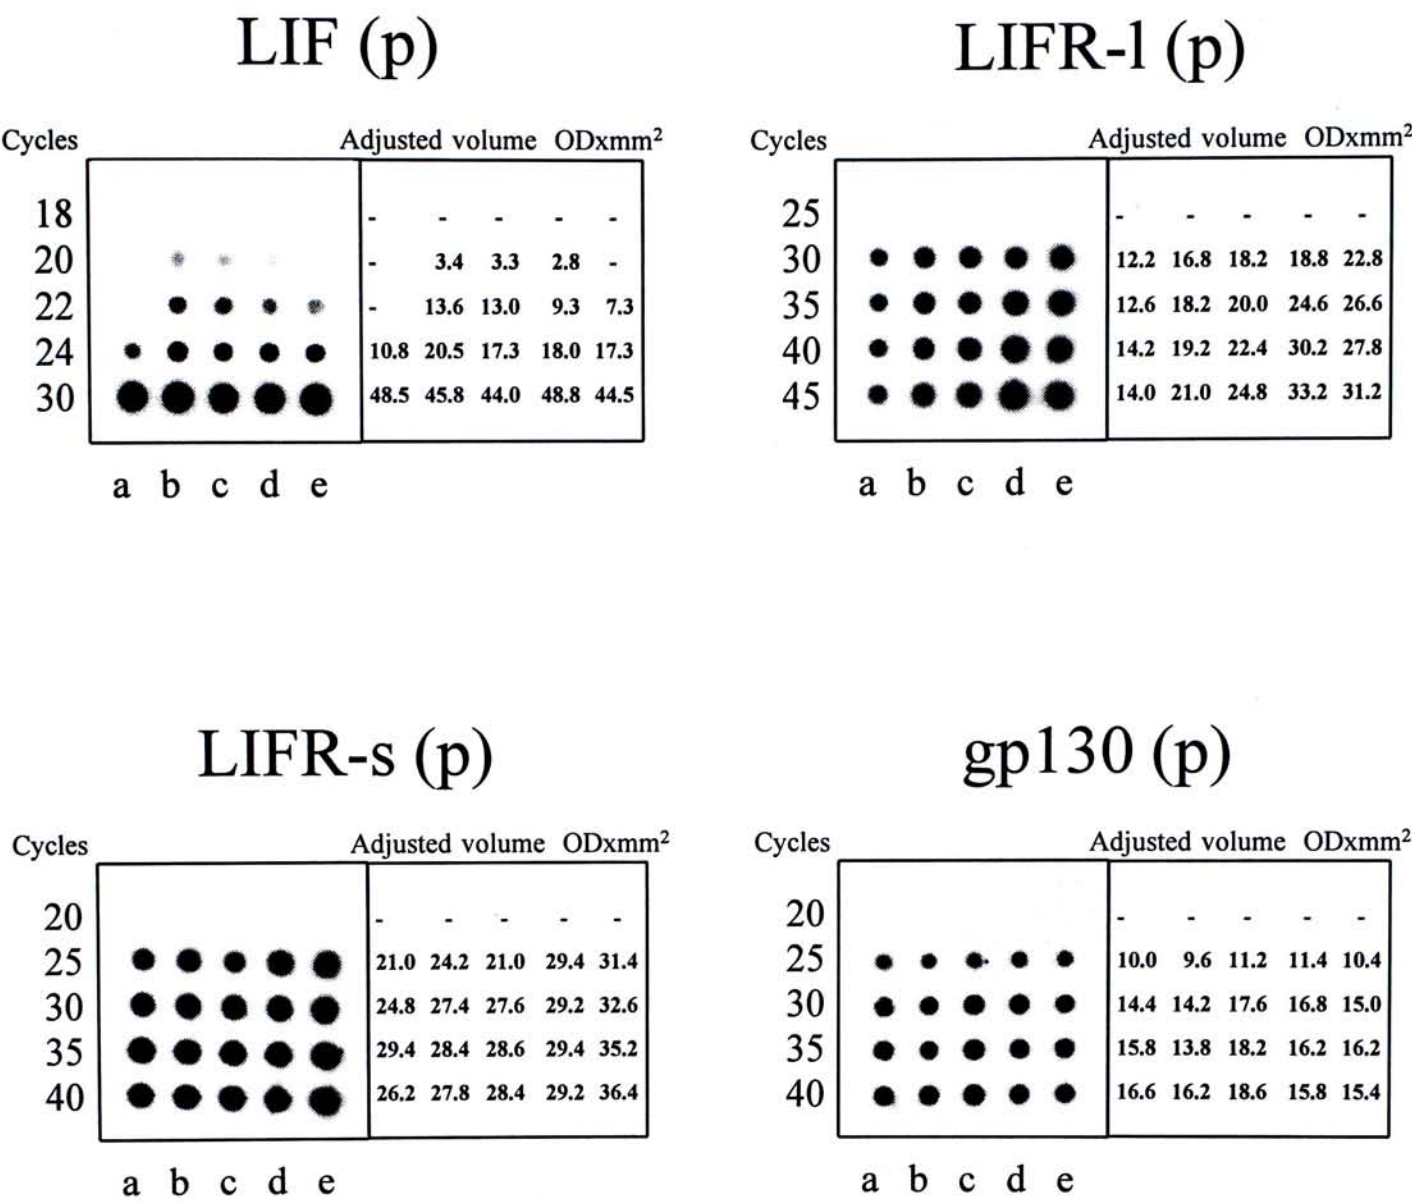 LIF (p)
Cycles Adjusted volume ODxmm²
18 - - - - -
20 - 3.4 3.3 2.8 -
22 - 13.6 13.0 9.3 7.3
24 10.8 20.5 17.3 18.0 17.3
30 48.5 45.8 44.0 48.8 44.5
a b c d e
LIFR-l (p)
Cycles Adjusted volume ODxmm²
25 - - - - -
30 12.2 16.8 18.2 18.8 22.8
35 12.6 18.2 20.0 24.6 26.6
40 14.2 19.2 22.4 30.2 27.8
45 14.0 21.0 24.8 33.2 31.2
a b c d e
LIFR-s (p)
Cycles Adjusted volume ODxmm²
20 - - - - -
25 21.0 24.2 21.0 29.4 31.4
30 24.8 27.4 27.6 29.2 32.6
35 29.4 28.4 28.6 29.4 35.2
40 26.2 27.8 28.4 29.2 36.4
a b c d e
gp130 (p)
Cycles Adjusted volume ODxmm²
20 - - - - -
25 10.0 9.6 11.2 11.4 10.4
30 14.4 14.2 17.6 16.8 15.0
35 15.8 13.8 18.2 16.2 16.2
40 16.6 16.2 18.6 15.8 15.4
a b c d e